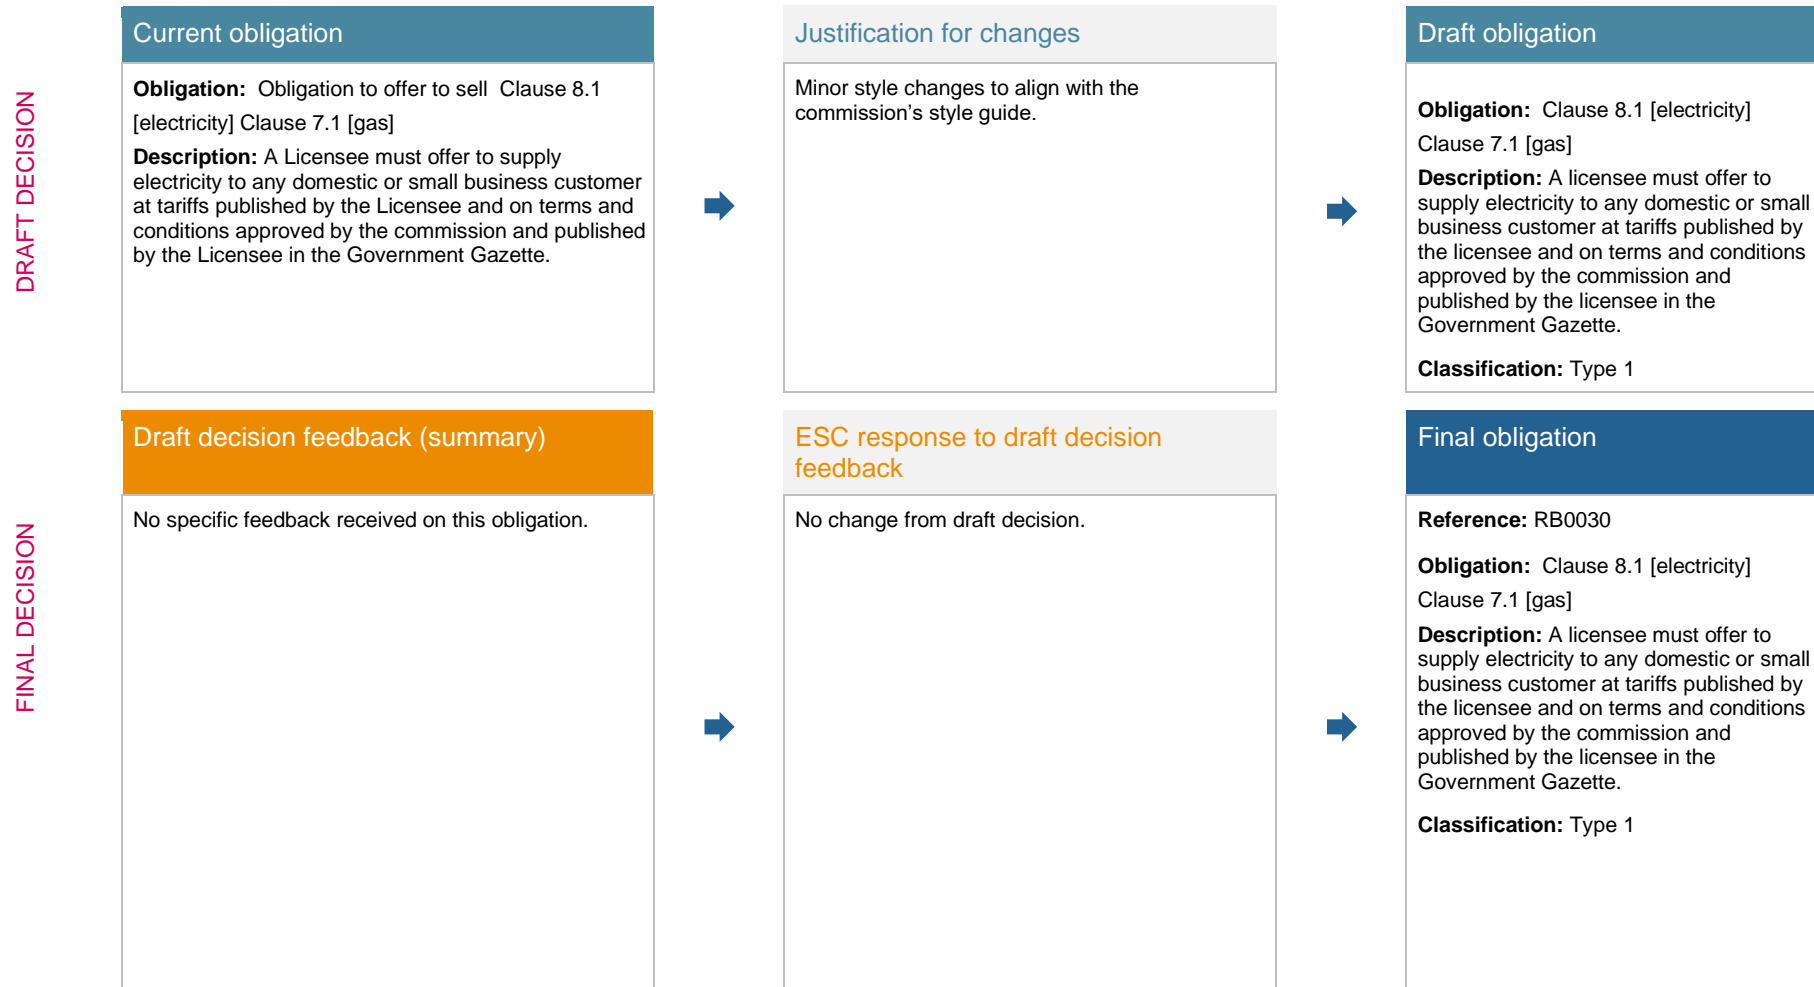 DRAFT DECISION
Current obligation
Obligation: Obligation to offer to sell Clause 8.1
[electricity] Clause 7.1 [gas]
Description: A Licensee must offer to supply
electricity to any domestic or small business customer
at tariffs published by the Licensee and on terms and
conditions approved by the commission and published
by the Licensee in the Government Gazette.
Justification for changes
Minor style changes to align with the
commission’s style guide.
Draft obligation
Obligation: Clause 8.1 [electricity]
Clause 7.1 [gas]
Description: A licensee must offer to
supply electricity to any domestic or small
business customer at tariffs published by
the licensee and on terms and conditions
approved by the commission and
published by the licensee in the
Government Gazette.
Classification: Type 1
FINAL DECISION
Draft decision feedback (summary)
No specific feedback received on this obligation.
ESC response to draft decision
feedback
No change from draft decision.
Final obligation
Reference: RB0030
Obligation: Clause 8.1 [electricity]
Clause 7.1 [gas]
Description: A licensee must offer to
supply electricity to any domestic or small
business customer at tariffs published by
the licensee and on terms and conditions
approved by the commission and
published by the licensee in the
Government Gazette.
Classification: Type 1